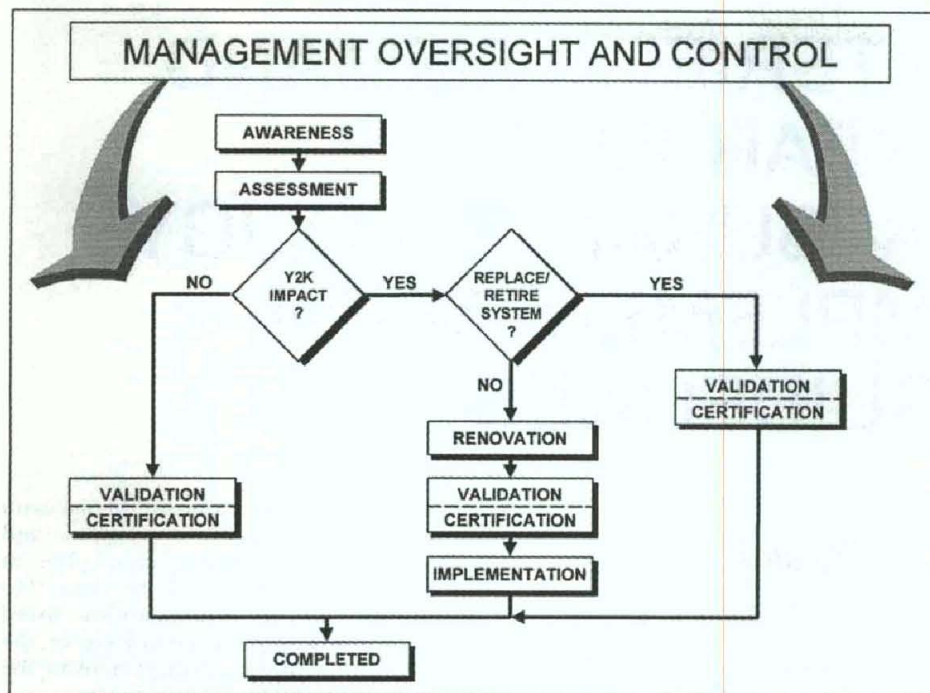 MANAGEMENT OVERSIGHT AND CONTROL
AWARENESS
ASSESSMENT
Y2K
IMPACT
?
NO
YES
REPLACE/
RETIRE
SYSTEM
?
YES
NO
VALIDATION
CERTIFICATION
RENOVATION
VALIDATION
CERTIFICATION
VALIDATION
CERTIFICATION
IMPLEMENTATION
COMPLETED